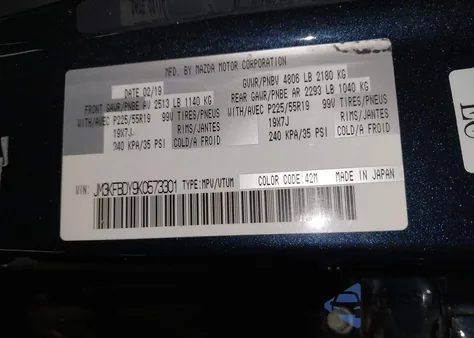 MFD. BY MAZDA MOTOR CORPORATION
DATE 02/19
GVWR/PNBV 4806 LB 2180 KG
FRONT GAWR/PNBE AV 2513 LB 1140 KG
REAR GAWR/PNBE AR 2293 LB 1040 KG
WITH/AVEC P225/55R19 99V TIRES/PNEUS
WITH/AVEC P225/55R19 99V TIRES/PNEUS
19X7J RIMS/JANTES
19X7J RIMS/JANTES
240 KPA/35 PSI COLD/A FROID
240 KPA/35 PSI COLD/A FROID
VIN: JM3KFBDY9K0573301 TYPE:MPV/VTUM COLOR CODE:42M MADE IN JAPAN